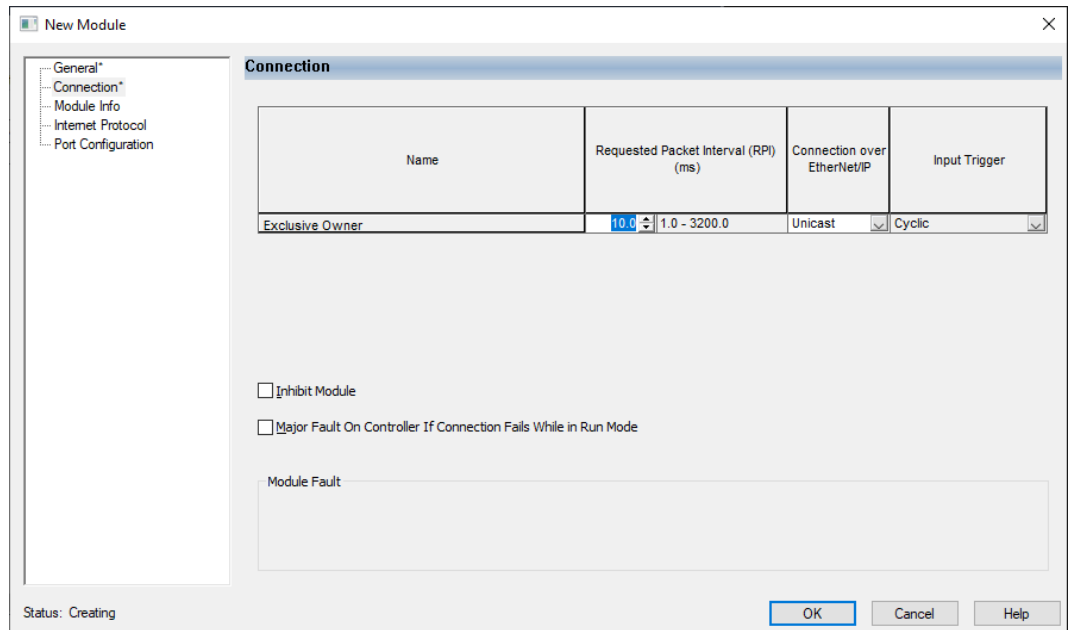 New Module
General*
Connection*
Module Info
Internet Protocol
Port Configuration
Connection
Name
Requested Packet Interval (RPI)
(ms)
Connection over
EtherNet/IP
Input Trigger
Exclusive Owner
10.0
1.0 - 3200.0
Unicast
Cyclic
Inhibit Module
Major Fault On Controller If Connection Fails While in Run Mode
Module Fault
Status: Creating
OK
Cancel
Help